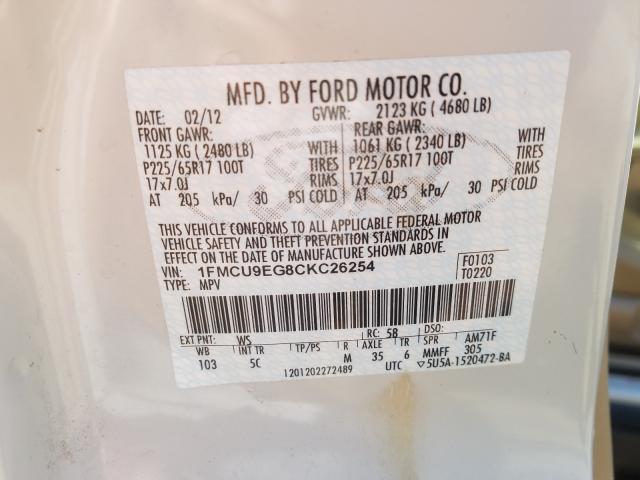 MFD. BY FORD MOTOR CO.
DATE: 02/12 GVWR: 2123 KG ( 4680 LB)
FRONT GAWR: REAR GAWR:
1125 KG ( 2480 LB) WITH 1061 KG ( 2340 LB) WITH
P225/65R17 100T TIRES P225/65R17 100T TIRES
17x7.0J RIMS 17x7.0J RIMS
AT 205 kPa/ 30 PSI COLD AT 205 kPa/ 30 PSI COLD
THIS VEHICLE CONFORMS TO ALL APPLICABLE FEDERAL MOTOR
VEHICLE SAFETY AND THEFT PREVENTION STANDARDS IN
EFFECT ON THE DATE OF MANUFACTURE SHOWN ABOVE.
VIN: 1FMCU9EG8CKC26254 F0103
TYPE: MPV T0220
EXT PNT: WS RC: 58 DSO:
WB INT TR TP/PS R AXLE TR SPR AM71F
103 5C M 35 6 MMFF 305
1201202272489 UTC ▽5U5A-1520472-BA